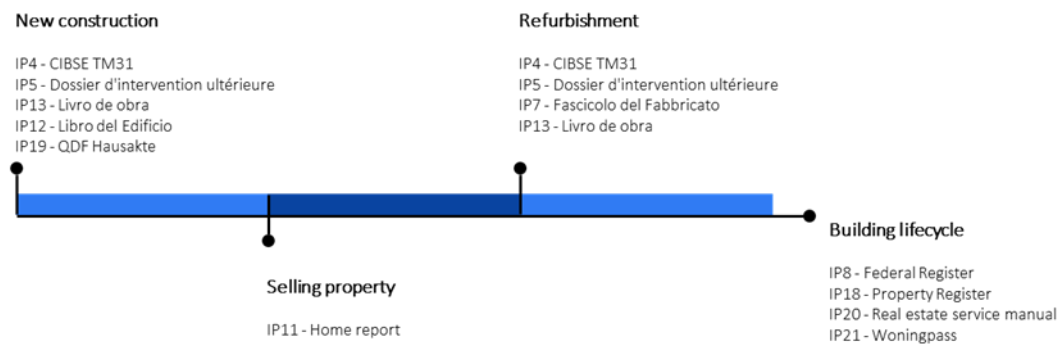 New construction
IP4 - CIBSE TM31
IP5 - Dossier d'intervention ultérieure
IP13 - Livro de obra
IP12 - Libro del Edificio
IP19 - QDF Hausakte
Refurbishment
IP4 - CIBSE TM31
IP5 - Dossier d'intervention ultérieure
IP7 - Fascicolo del Fabbricato
IP13 - Livro de obra
Selling property
IP11 - Home report
Building lifecycle
IP8 - Federal Register
IP18 - Property Register
IP20 - Real estate service manual
IP21 - Woningpass